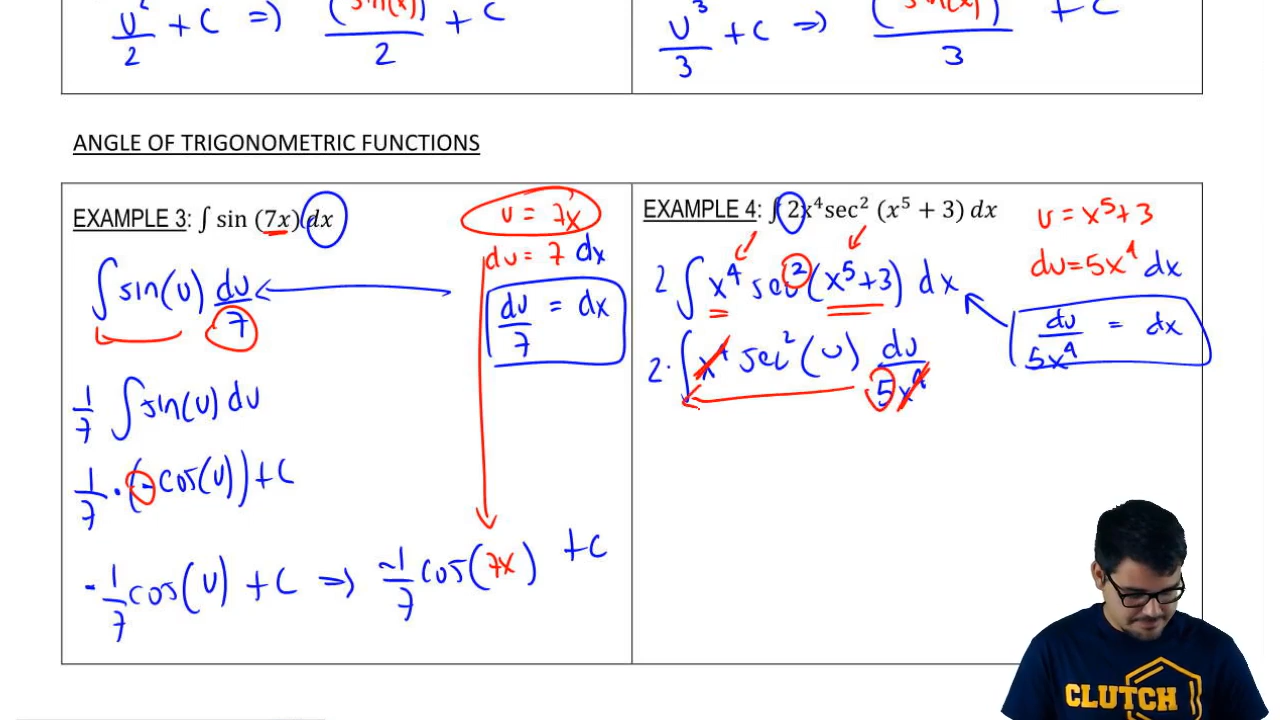 u²/2 + C => (sin(x))²/2 + C
u³/3 + C => (sin(x))³/3 + C
ANGLE OF TRIGONOMETRIC FUNCTIONS
EXAMPLE 3: ∫ sin (7x) dx
u = 7x
du = 7 dx
du/7 = dx
∫ sin(u) du/7
1/7 ∫ sin(u) du
1/7 · (-cos(u)) + C
-1/7 cos(u) + C => -1/7 cos(7x) + C
EXAMPLE 4: ∫ 2x⁴sec² (x⁵ + 3) dx
u = x⁵+3
du = 5x⁴ dx
du/5x⁴ = dx
2 ∫ x⁴ sec²(x⁵+3) dx
2 · ∫ x⁴ sec²(u) du/5x⁴
CLUTCH